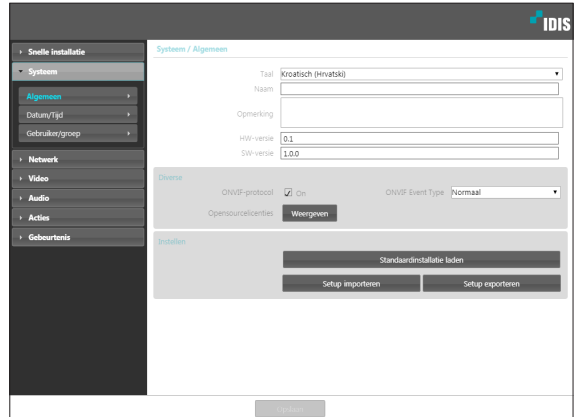 IDIS
Snelle installatie
Systeem
Algemeen
Datum/Tijd
Gebruiker/groep
Netwerk
Video
Audio
Acties
Gebeurtenis
Systeem / Algemeen
Taal Kroatisch (Hrvatski)
Naam
Opmerking
HW-versie 0.1
SW-versie 1.0.0
Diverse
ONVIF-protocol On ONVIF Event Type Normaal
Opensourcelicenties Weergeven
Instellen
Standaardinstallatie laden
Setup importeren Setup exporteren
Opslaan